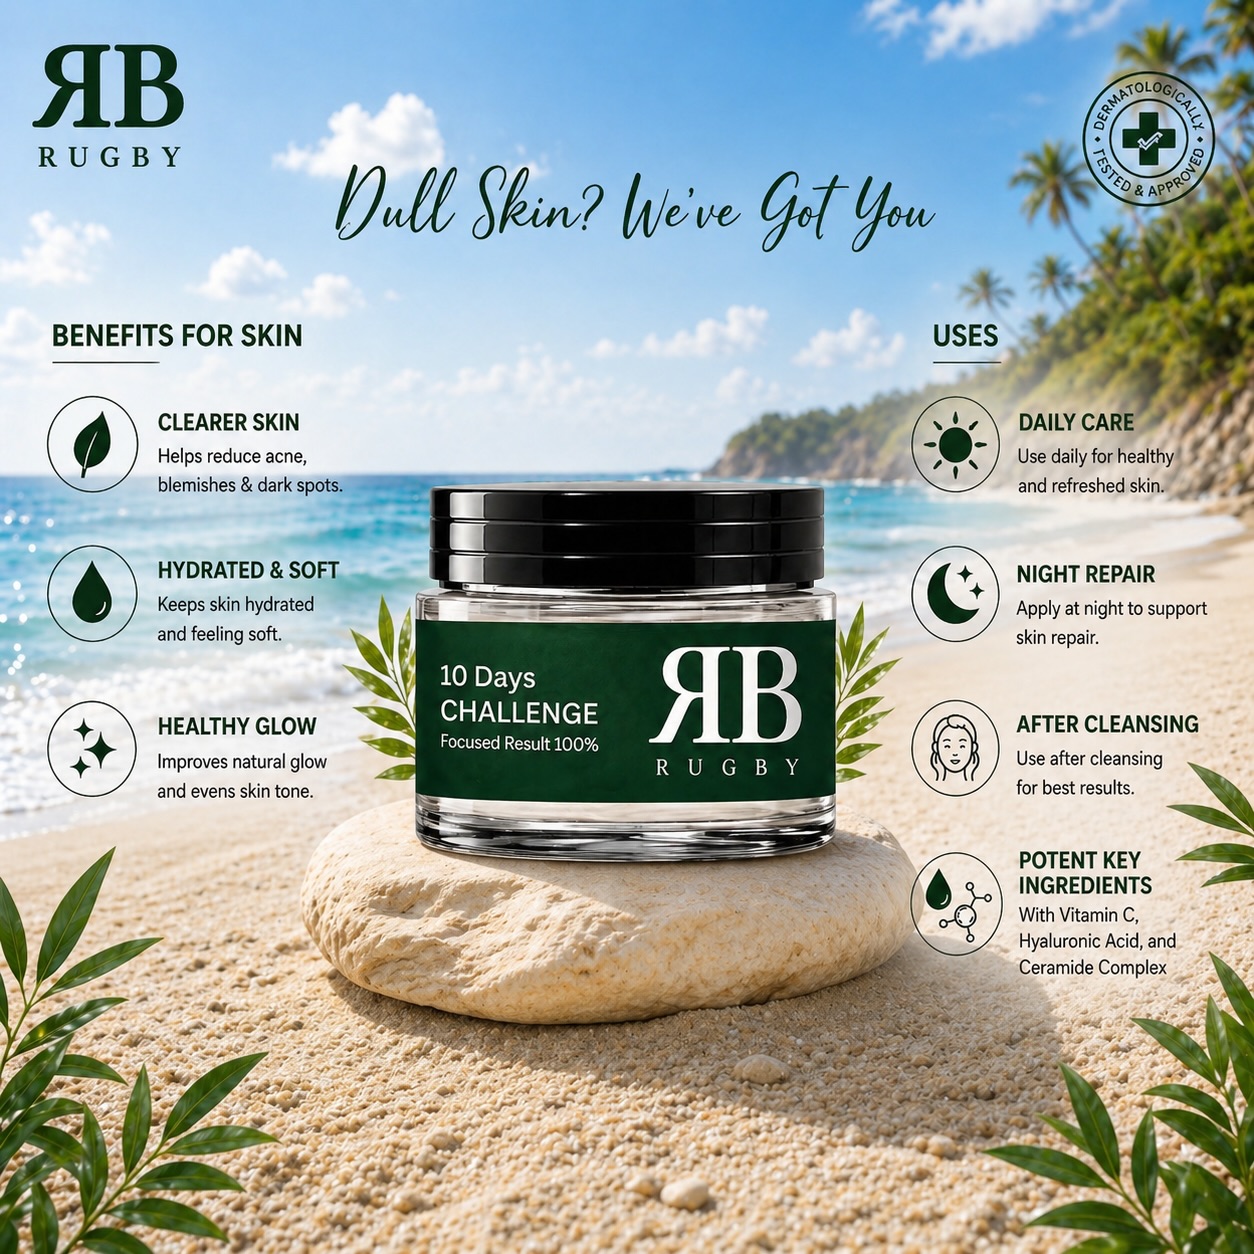 ЯB
RUGBY
DERMATOLOGICALLY
TESTED & APPROVED
Dull Skin? We've Got You
BENEFITS FOR SKIN
CLEARER SKIN
Helps reduce acne,
blemishes & dark spots.
HYDRATED & SOFT
Keeps skin hydrated
and feeling soft.
HEALTHY GLOW
Improves natural glow
and evens skin tone.
10 Days
CHALLENGE
Focused Result 100%
ЯB
RUGBY
USES
DAILY CARE
Use daily for healthy
and refreshed skin.
NIGHT REPAIR
Apply at night to support
skin repair.
AFTER CLEANSING
Use after cleansing
for best results.
POTENT KEY
INGREDIENTS
With Vitamin C,
Hyaluronic Acid, and
Ceramide Complex